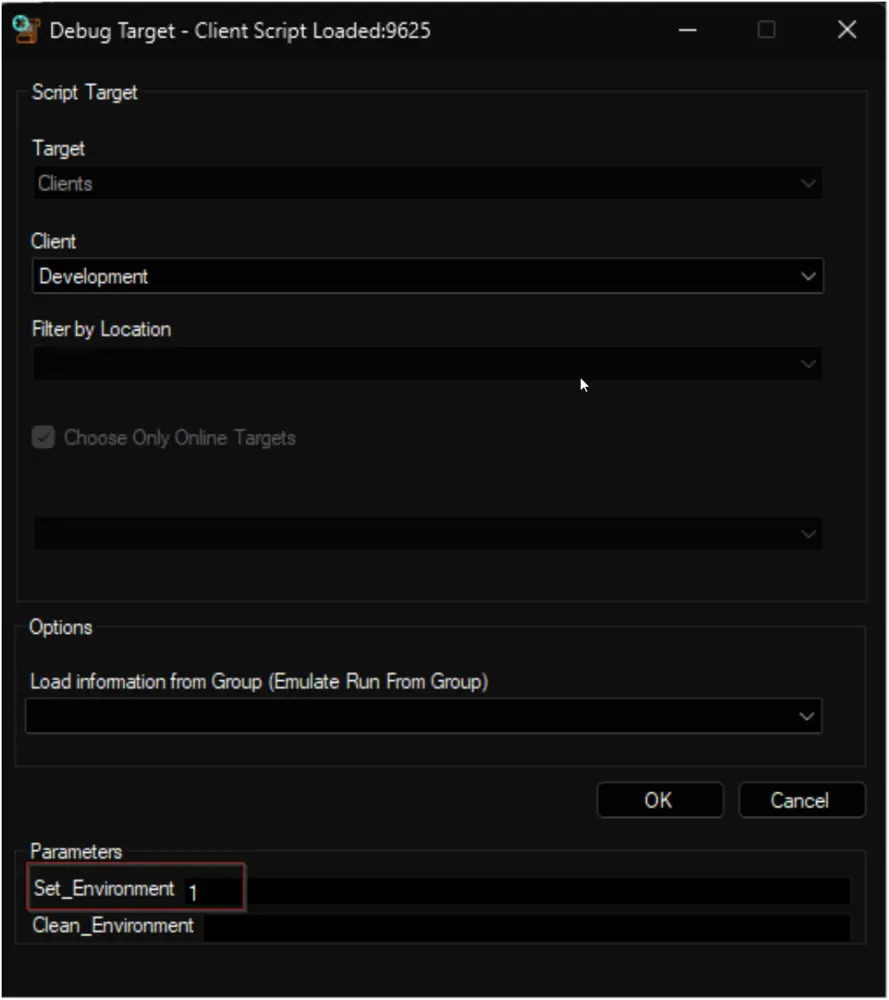 Debug Target - Client Script Loaded:9625
Script Target
Target
Clients
Client
Development
Filter by Location
Choose Only Online Targets
Options
Load information from Group (Emulate Run From Group)
OK Cancel
Parameters
Set_Environment 1
Clean_Environment